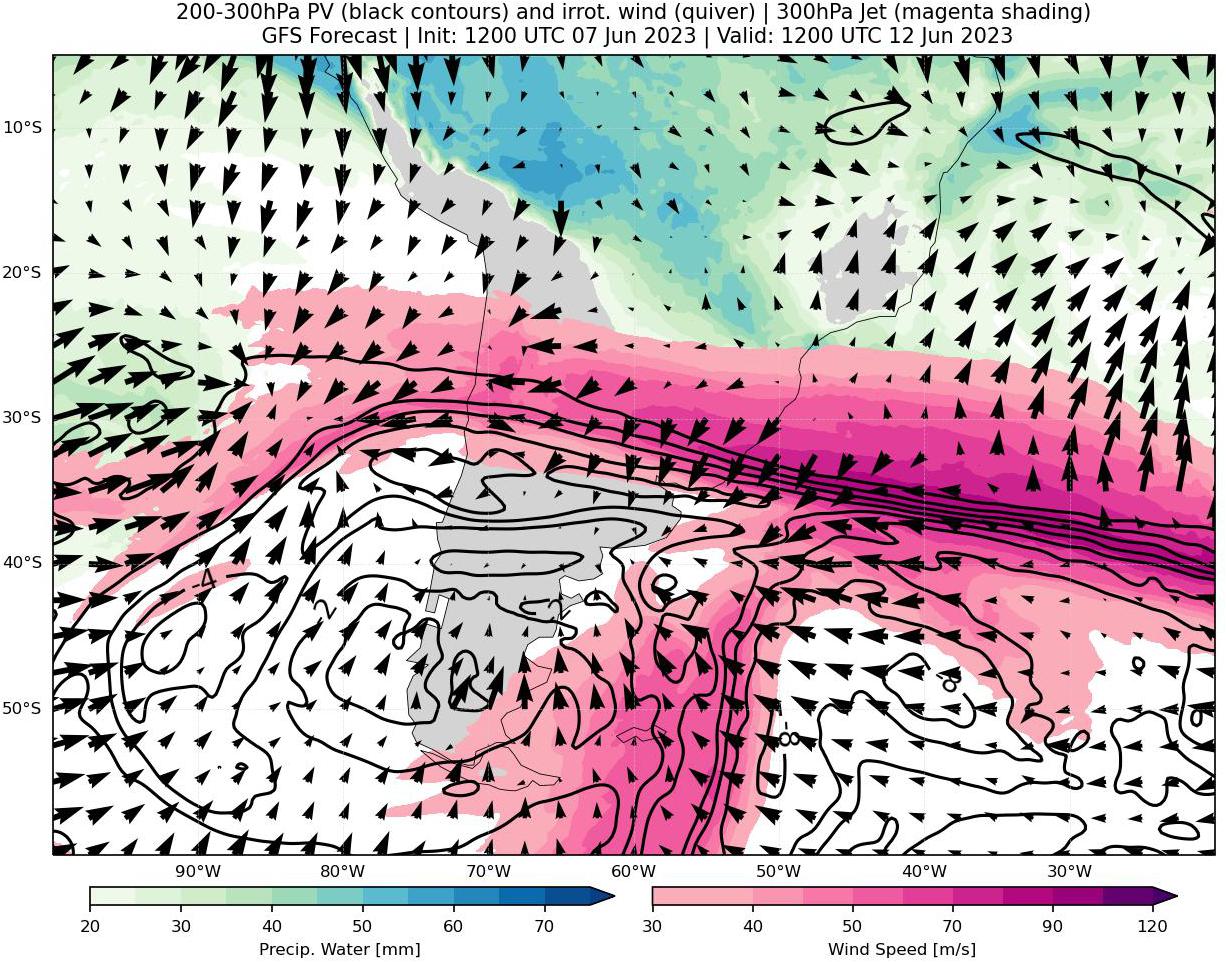 200-300hPa PV (black contours) and irrot. wind (quiver) | 300hPa Jet (magenta shading)
GFS Forecast | Init: 1200 UTC 07 Jun 2023 | Valid: 1200 UTC 12 Jun 2023
10°S
20°S
30°S
40°S
50°S
-4
-2
-2
-8
-8
90°W 80°W 70°W 60°W 50°W 40°W 30°W
20 30 40 50 60 70
30 40 50 70 90 120
Precip. Water [mm]
Wind Speed [m/s]